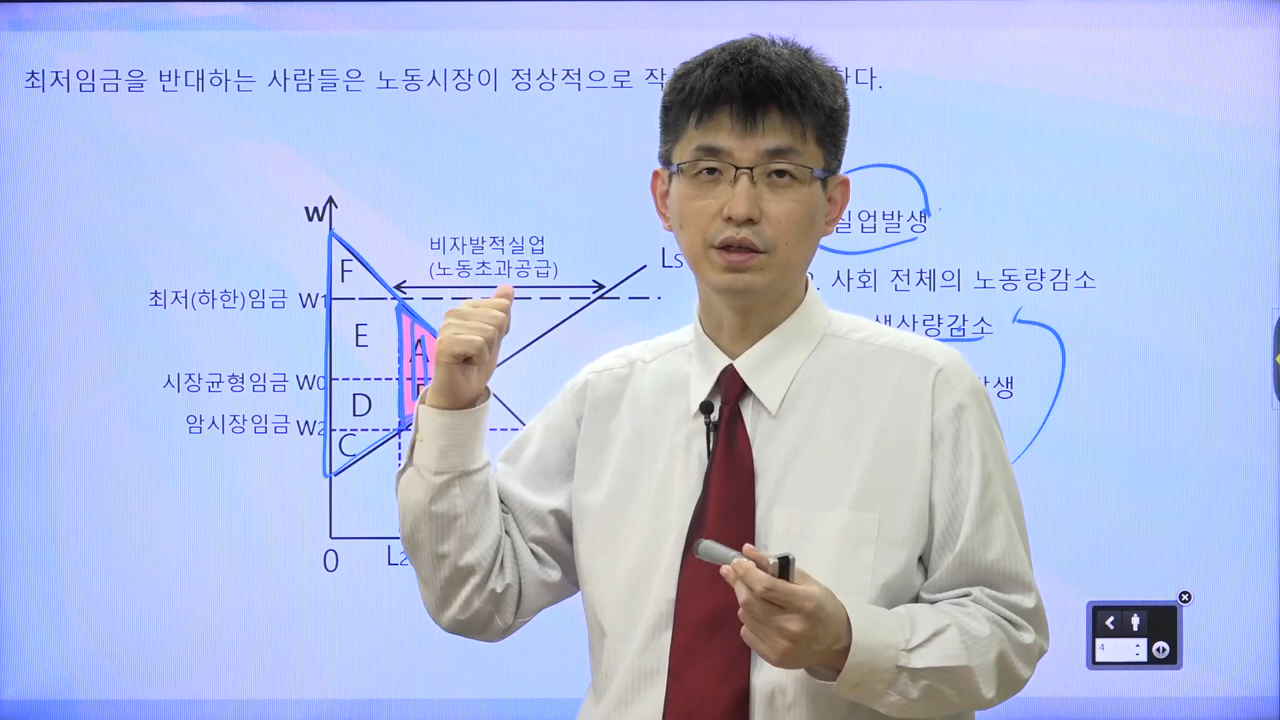 최저임금을 반대하는 사람들은 노동시장이 정상적으로 한다.
W
F
비자발적실업
(노동초과공급)
실업발생
Ls
사회 전체의 노동량감소
최저(하한)임금 W1
생산량감소
E
A
시장균형임금 W0
암시장임금 W2
D
C
0
L2
4